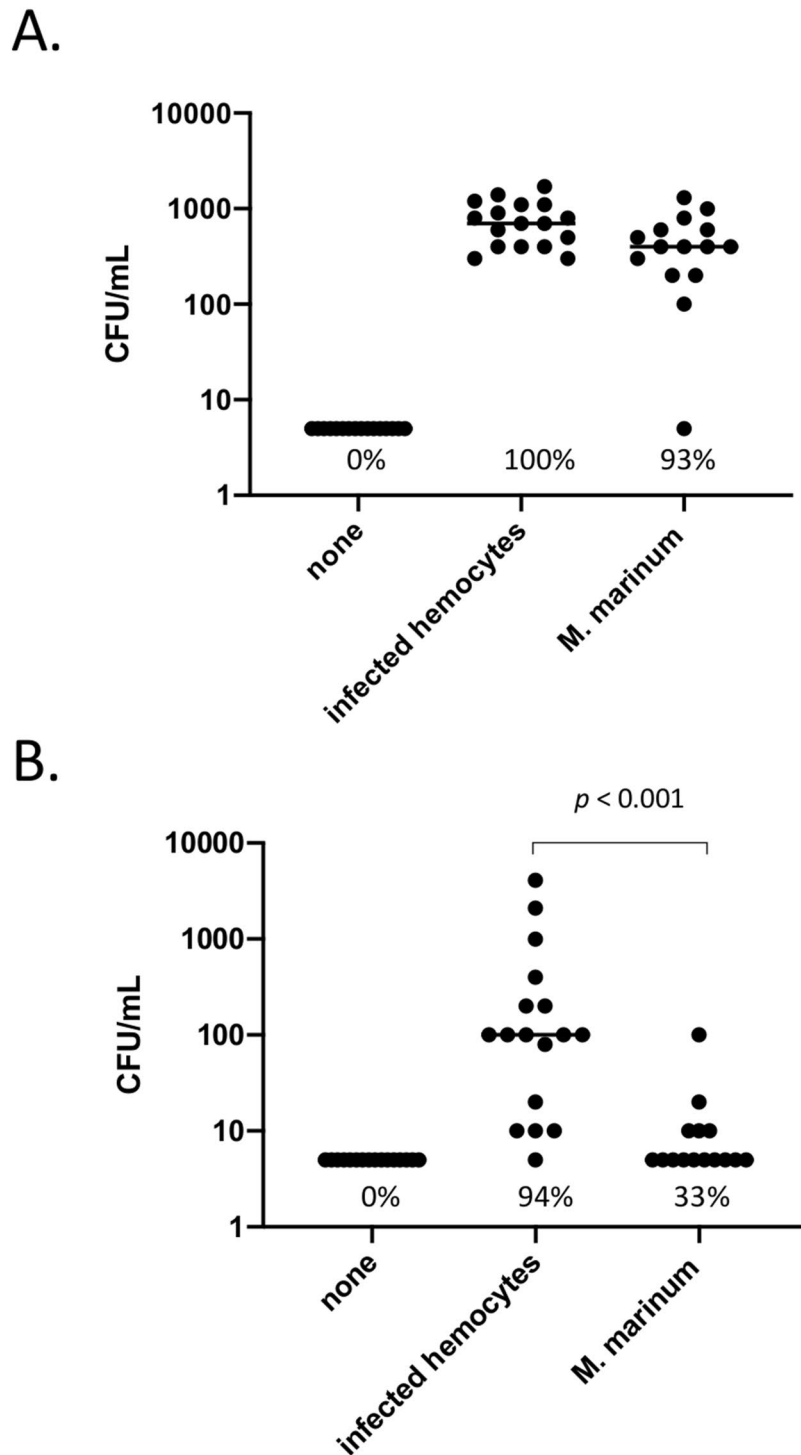 A.
10000
1000
100
10
1
CFU/mL
0% 100% 93%
none
infected hemocytes
M. marinum
B.
p < 0.001
10000
1000
100
10
1
CFU/mL
0% 94% 33%
none
infected hemocytes
M. marinum